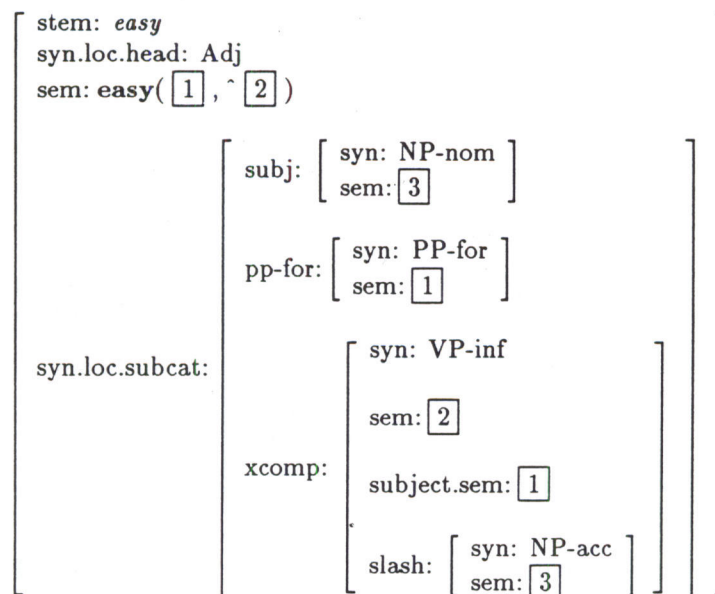 stem: easy
syn.loc.head: Adj
sem: easy( 1 , ^ 2 )
subj: syn: NP-nom
sem: 3
pp-for: syn: PP-for
sem: 1
syn.loc.subcat:
xcomp: syn: VP-inf
sem: 2
subject.sem: 1
slash: syn: NP-acc
sem: 3